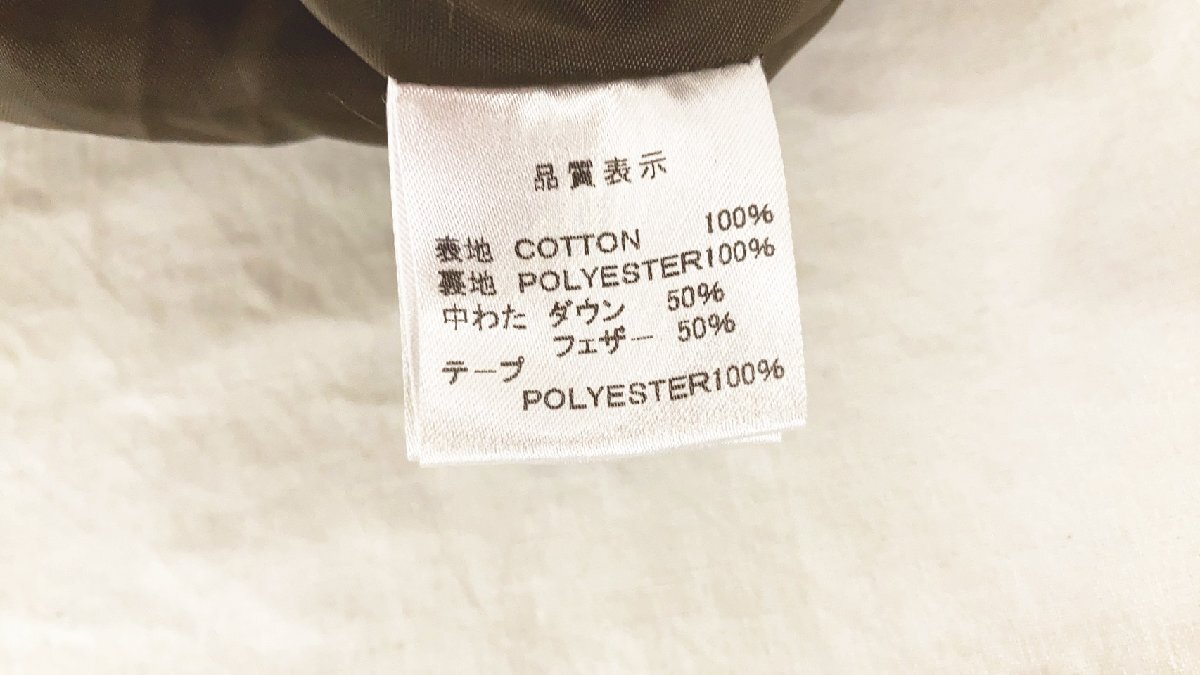 品質表示
表地 COTTON 100%
裏地 POLYESTER100%
中わた ダウン 50%
フェザー 50%
テープ
POLYESTER100%